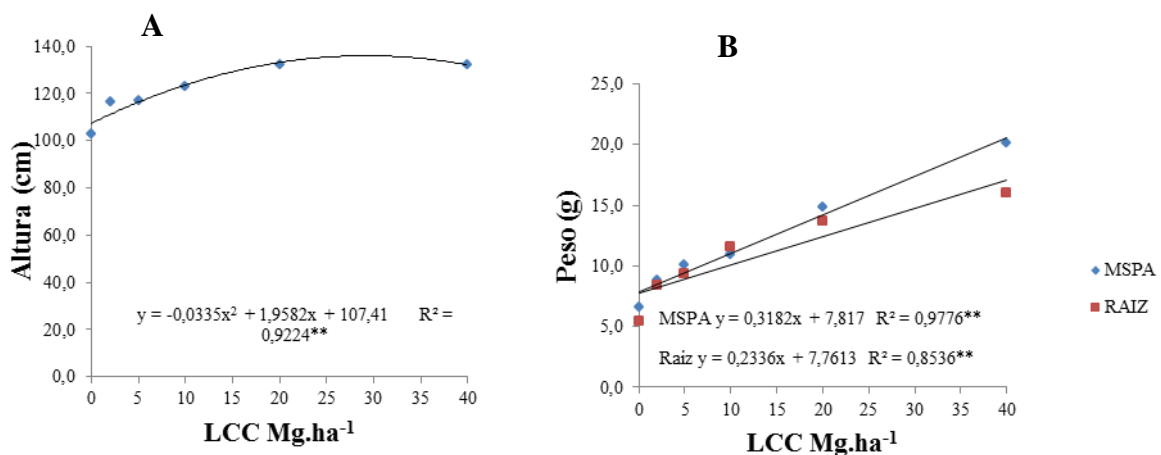 A
140,0
120,0
100,0
80,0
60,0
40,0
20,0
0,0
Altura (cm)
y = -0,0335x² + 1,9582x + 107,41 R² =
0,9224**
0 5 10 15 20 25 30 35 40
LCC Mg.ha⁻¹
B
25,0
20,0
15,0
10,0
5,0
0,0
Peso (g)
MSPA y = 0,3182x + 7,817 R² = 0,9776**
Raiz y = 0,2336x + 7,7613 R² = 0,8536**
0 5 10 15 20 25 30 35 40
LCC Mg.ha⁻¹
MSPA
RAIZ